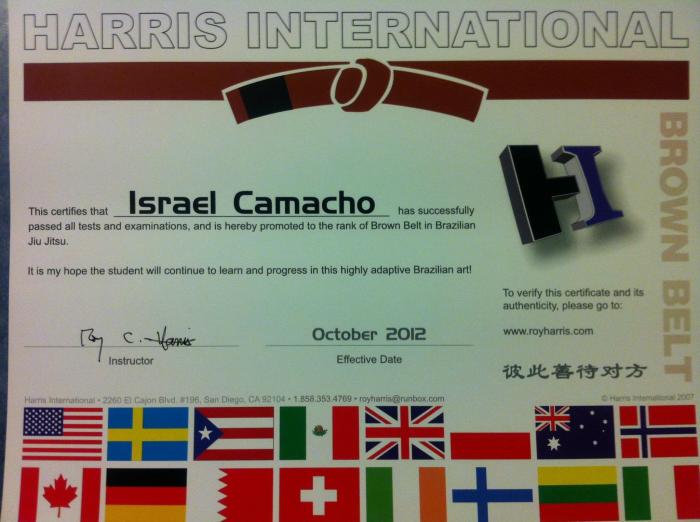 HARRIS INTERNATIONAL
BROWN BELT
HI
This certifies that Israel Camacho has successfully
passed all tests and examinations, and is hereby promoted to the rank of Brown Belt in Brazilian
Jiu Jitsu.
It is my hope the student will continue to learn and progress in this highly adaptive Brazilian art!
Roy C. Harris
Instructor
October 2012
Effective Date
To verify this certificate and its
authenticity, please go to:
www.royharris.com
彼此善待对方
Harris International • 2260 El Cajon Blvd. #196, San Diego, CA 92104 • 1.858.353.4769 • royharris@runbox.com
© Harris International 2007